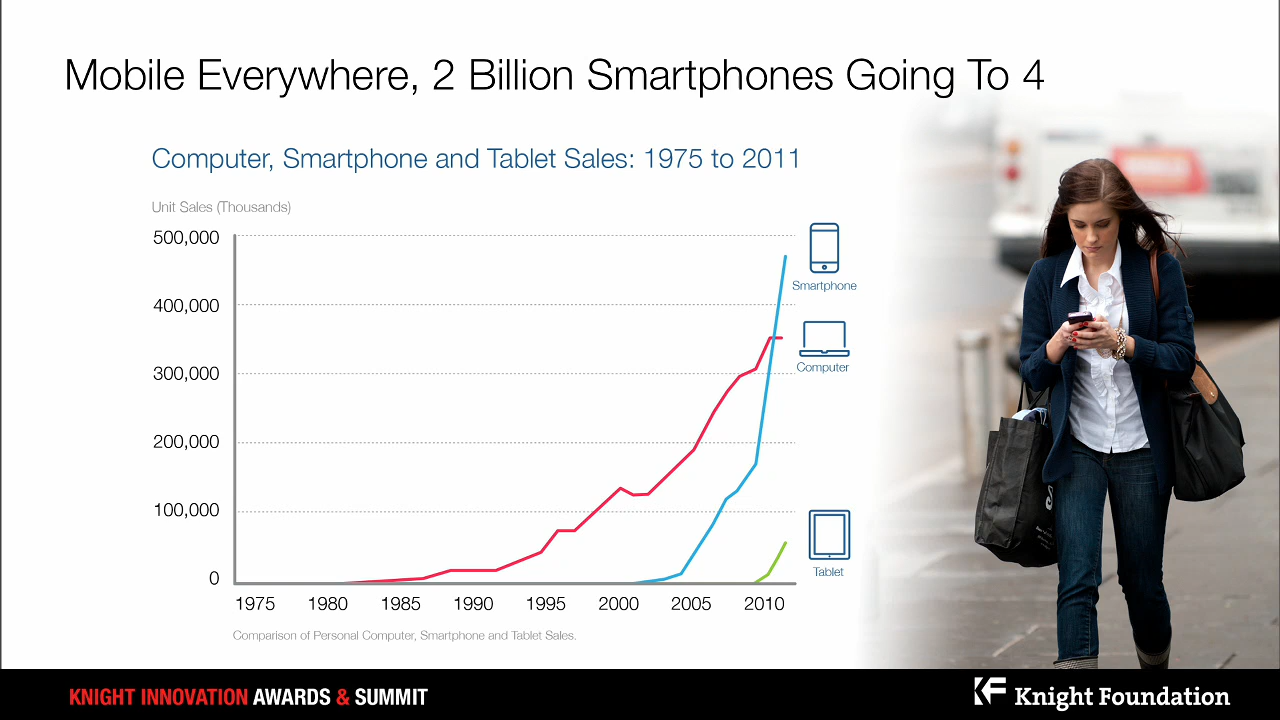 Mobile Everywhere, 2 Billion Smartphones Going To 4
Computer, Smartphone and Tablet Sales: 1975 to 2011
Unit Sales (Thousands)
500,000
400,000
300,000
200,000
100,000
0
Smartphone
Computer
Tablet
1975 1980 1985 1990 1995 2000 2005 2010
Comparison of Personal Computer, Smartphone and Tablet Sales.
KNIGHT INNOVATION AWARDS & SUMMIT
KF Knight Foundation